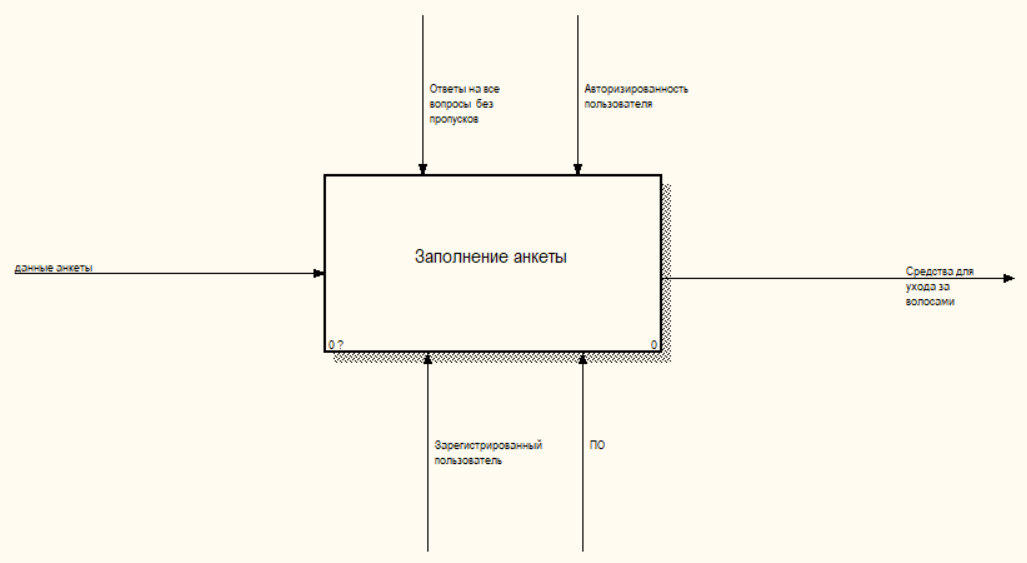 Ответы на все
вопросы без
пропусков
Авторизированность
пользователя
Заполнение анкеты
данные анкеты
Средства для
ухода за
волосами
0 ?
0
Зарегистрированный
пользователь
ПО